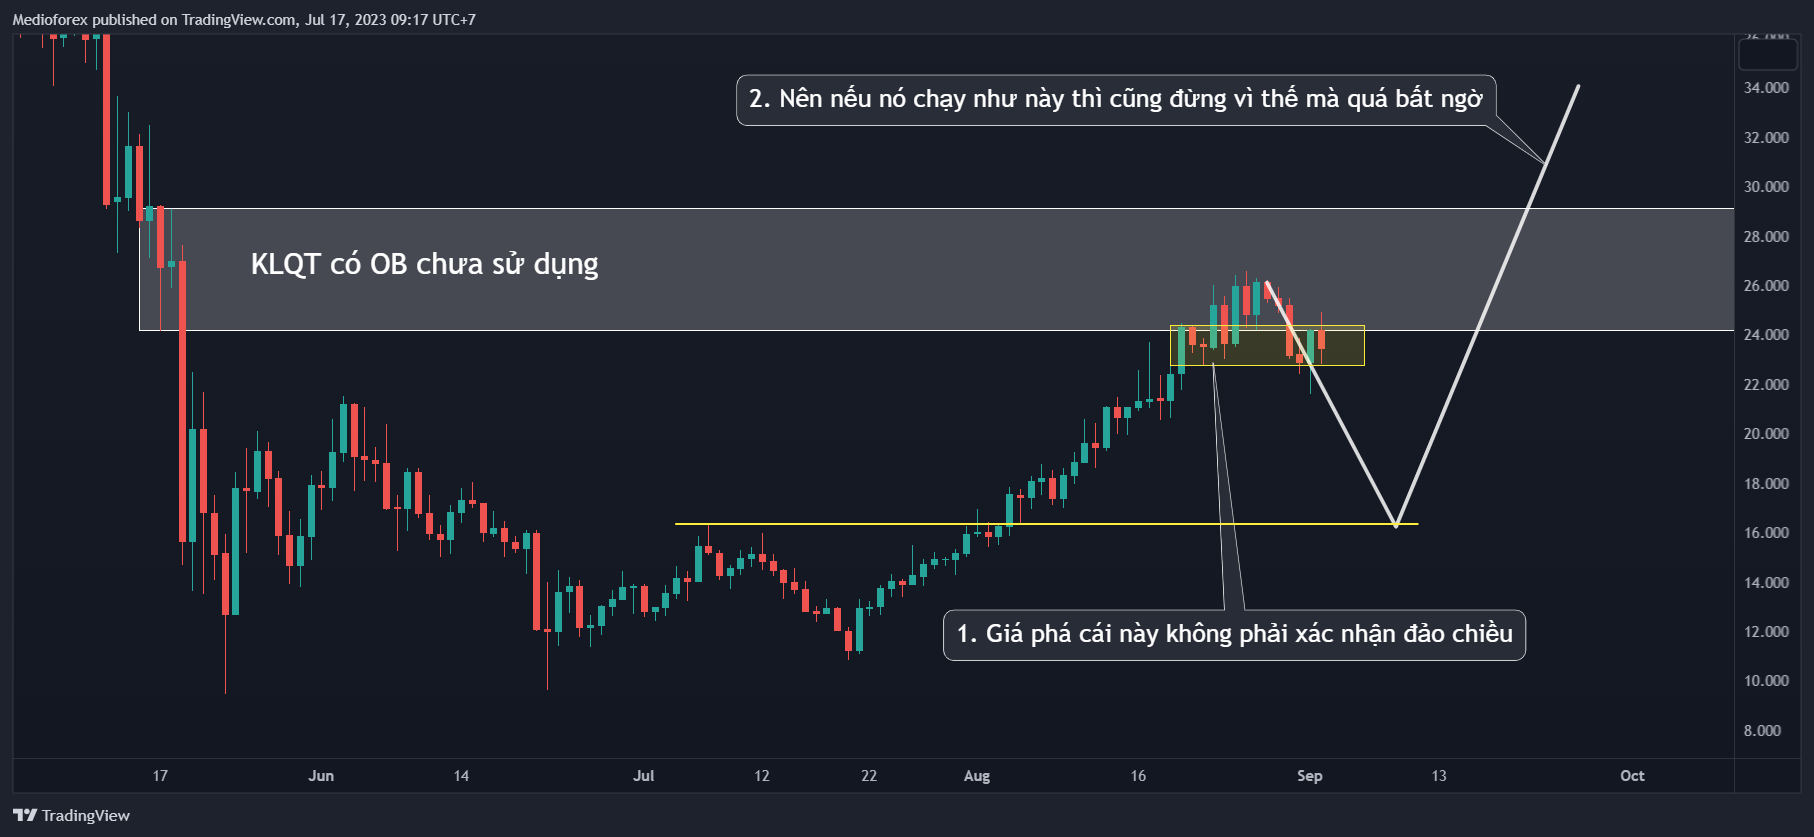 Medioforex published on TradingView.com, Jul 17, 2023 09:17 UTC+7
36.000
2. Nên nếu nó chạy như này thì cũng đừng vì thế mà quá bất ngờ
34.000
32.000
30.000
KLQT có OB chưa sử dụng
28.000
26.000
24.000
22.000
20.000
18.000
16.000
14.000
1. Giá phá cái này không phải xác nhận đảo chiều
12.000
10.000
8.000
17 Jun 14 Jul 12 22 Aug 16 Sep 13 Oct
TradingView